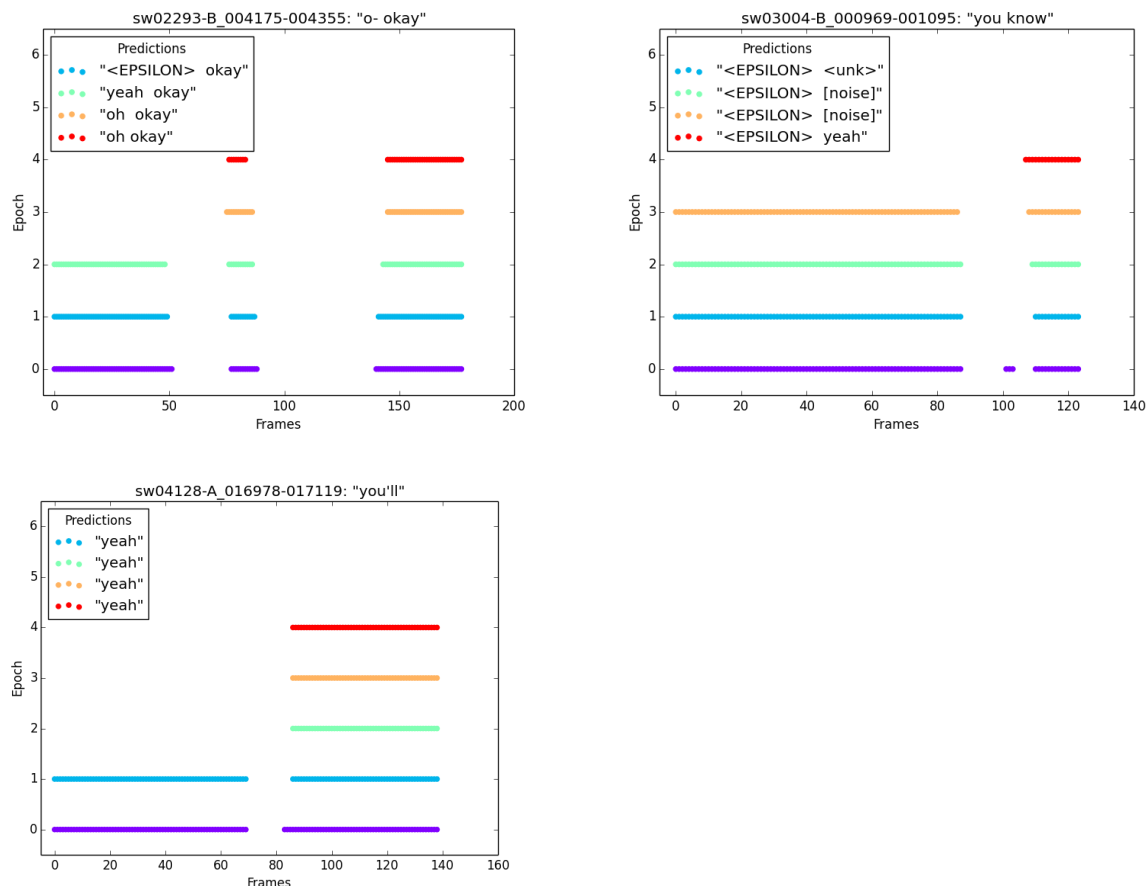 sw02293-B_004175-004355: "o- okay"
Predictions
"<EPSILON>  okay"
"yeah  okay"
"oh  okay"
"oh okay"
6
5
4
3
2
1
0
Epoch
0 50 100 150 200
Frames
sw03004-B_000969-001095: "you know"
Predictions
"<EPSILON>  <unk>"
"<EPSILON>  [noise]"
"<EPSILON>  [noise]"
"<EPSILON>  yeah"
6
5
4
3
2
1
0
Epoch
0 20 40 60 80 100 120 140
Frames
sw04128-A_016978-017119: "you'll"
Predictions
"yeah"
"yeah"
"yeah"
"yeah"
6
5
4
3
2
1
0
Epoch
0 20 40 60 80 100 120 140 160
Frames